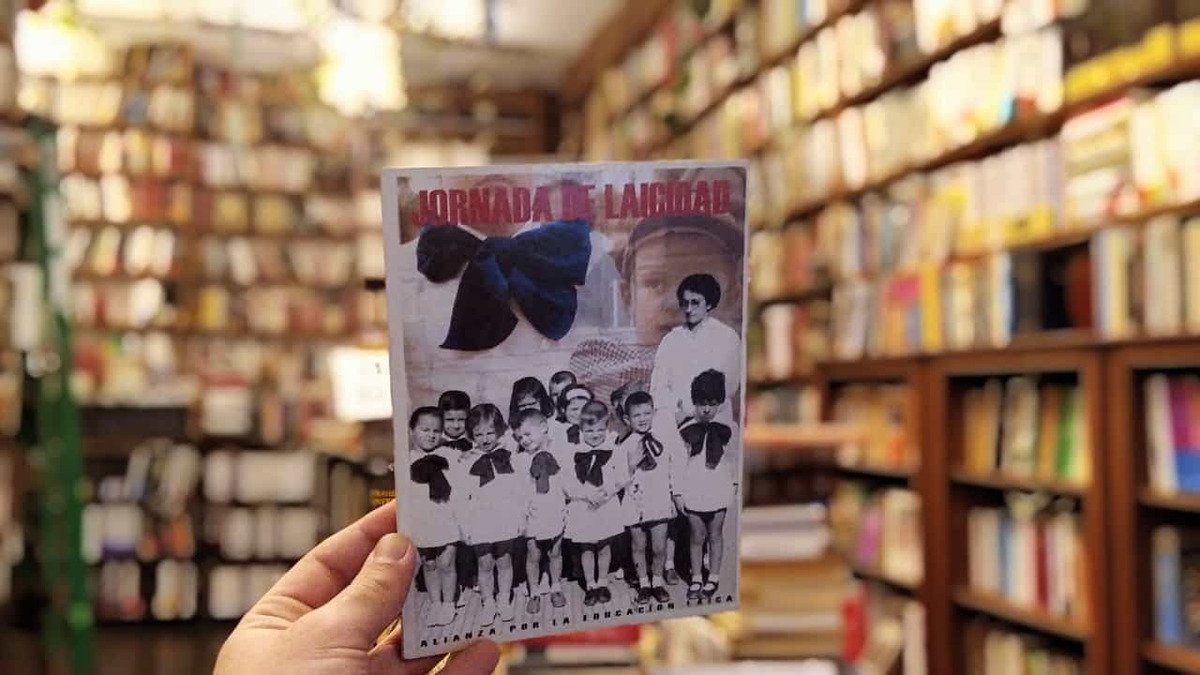 JORNADA DE LAICIDAD
ALIANZA POR LA EDUCACIÓN LAICA